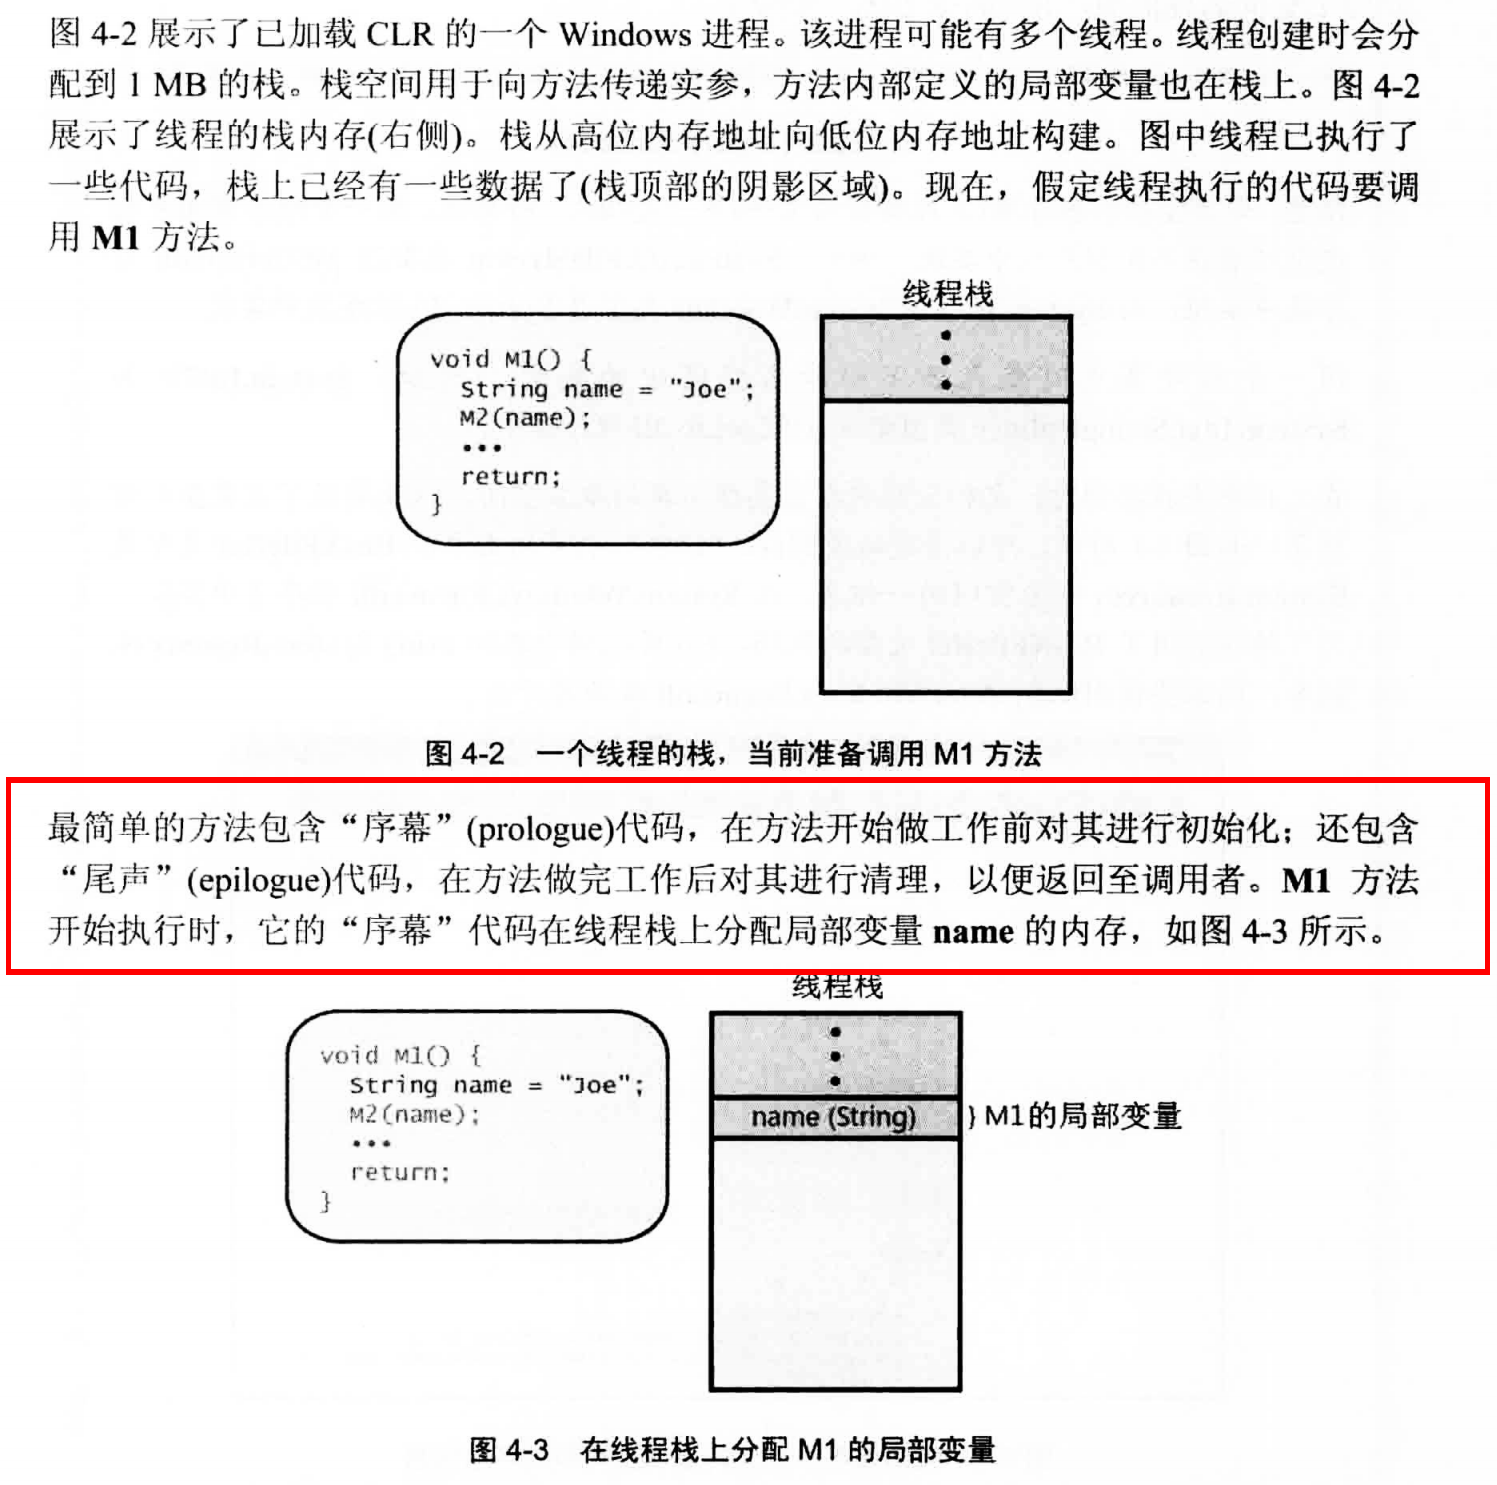 图 4-2 展示了已加载 CLR 的一个 Windows 进程。该进程可能有多个线程。线程创建时会分
配到 1 MB 的栈。栈空间用于向方法传递实参，方法内部定义的局部变量也在栈上。图 4-2
展示了线程的栈内存(右侧)。栈从高位内存地址向低位内存地址构建。图中线程已执行了
一些代码，栈上已经有一些数据了(栈顶部的阴影区域)。现在，假定线程执行的代码要调
用 M1 方法。
线程栈
void M1() {
String name = "Joe";
M2(name);
...
return;
}
图 4-2 一个线程的栈，当前准备调用 M1 方法
最简单的方法包含“序幕”(prologue)代码，在方法开始做工作前对其进行初始化；还包含
“尾声”(epilogue)代码，在方法做完工作后对其进行清理，以便返回至调用者。M1 方法
开始执行时，它的“序幕”代码在线程栈上分配局部变量 name 的内存，如图 4-3 所示。
线程栈
void M1() {
String name = "Joe";
M2(name);
...
return;
}
name (String)
} M1的局部变量
图 4-3 在线程栈上分配 M1 的局部变量